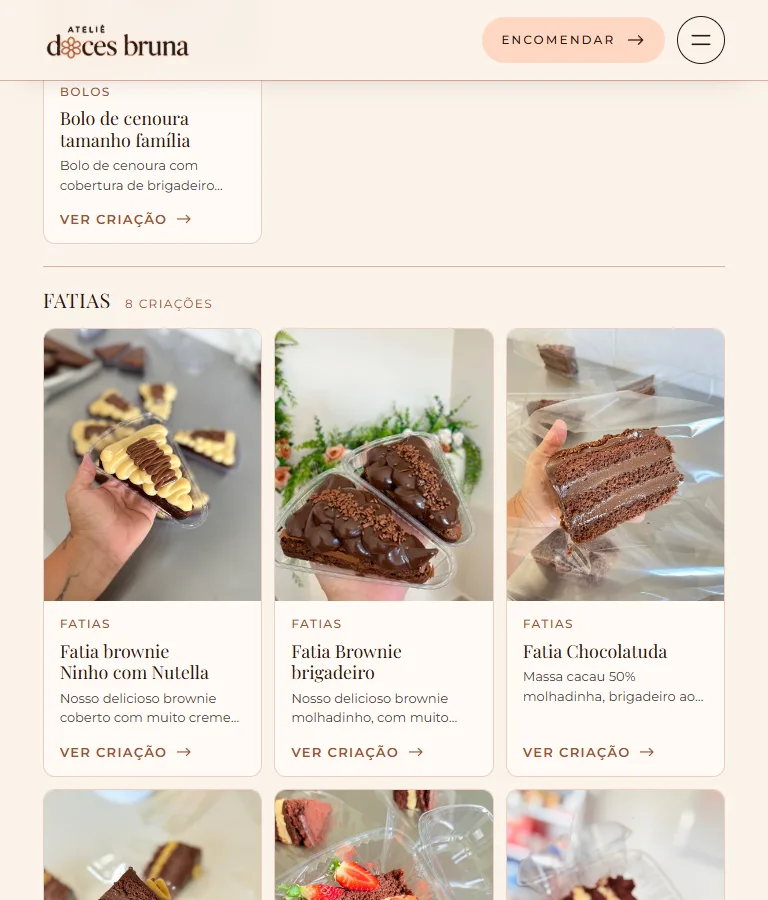 ATELIÊ
doces bruna
ENCOMENDAR
BOLOS
Bolo de cenoura
tamanho família
Bolo de cenoura com
cobertura de brigadeiro...
VER CRIAÇÃO
FATIAS 8 CRIAÇÕES
FATIAS
Fatia brownie
Ninho com Nutella
Nosso delicioso brownie
coberto com muito creme...
VER CRIAÇÃO
FATIAS
Fatia Brownie
brigadeiro
Nosso delicioso brownie
molhadinho, com muito...
VER CRIAÇÃO
FATIAS
Fatia Chocolatuda
Massa cacau 50%
molhadinha, brigadeiro ao...
VER CRIAÇÃO